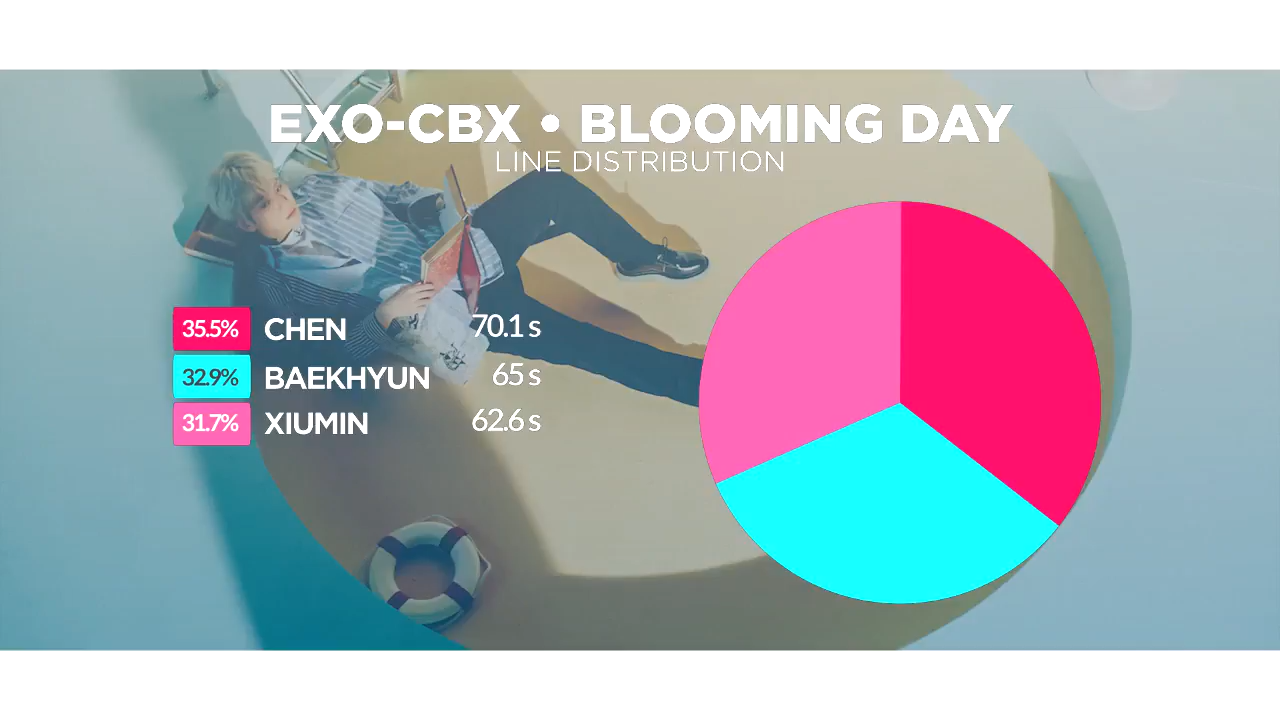 EXO-CBX • BLOOMING DAY
LINE DISTRIBUTION
35.5% CHEN 70.1 s
32.9% BAEKHYUN 65 s
31.7% XIUMIN 62.6 s